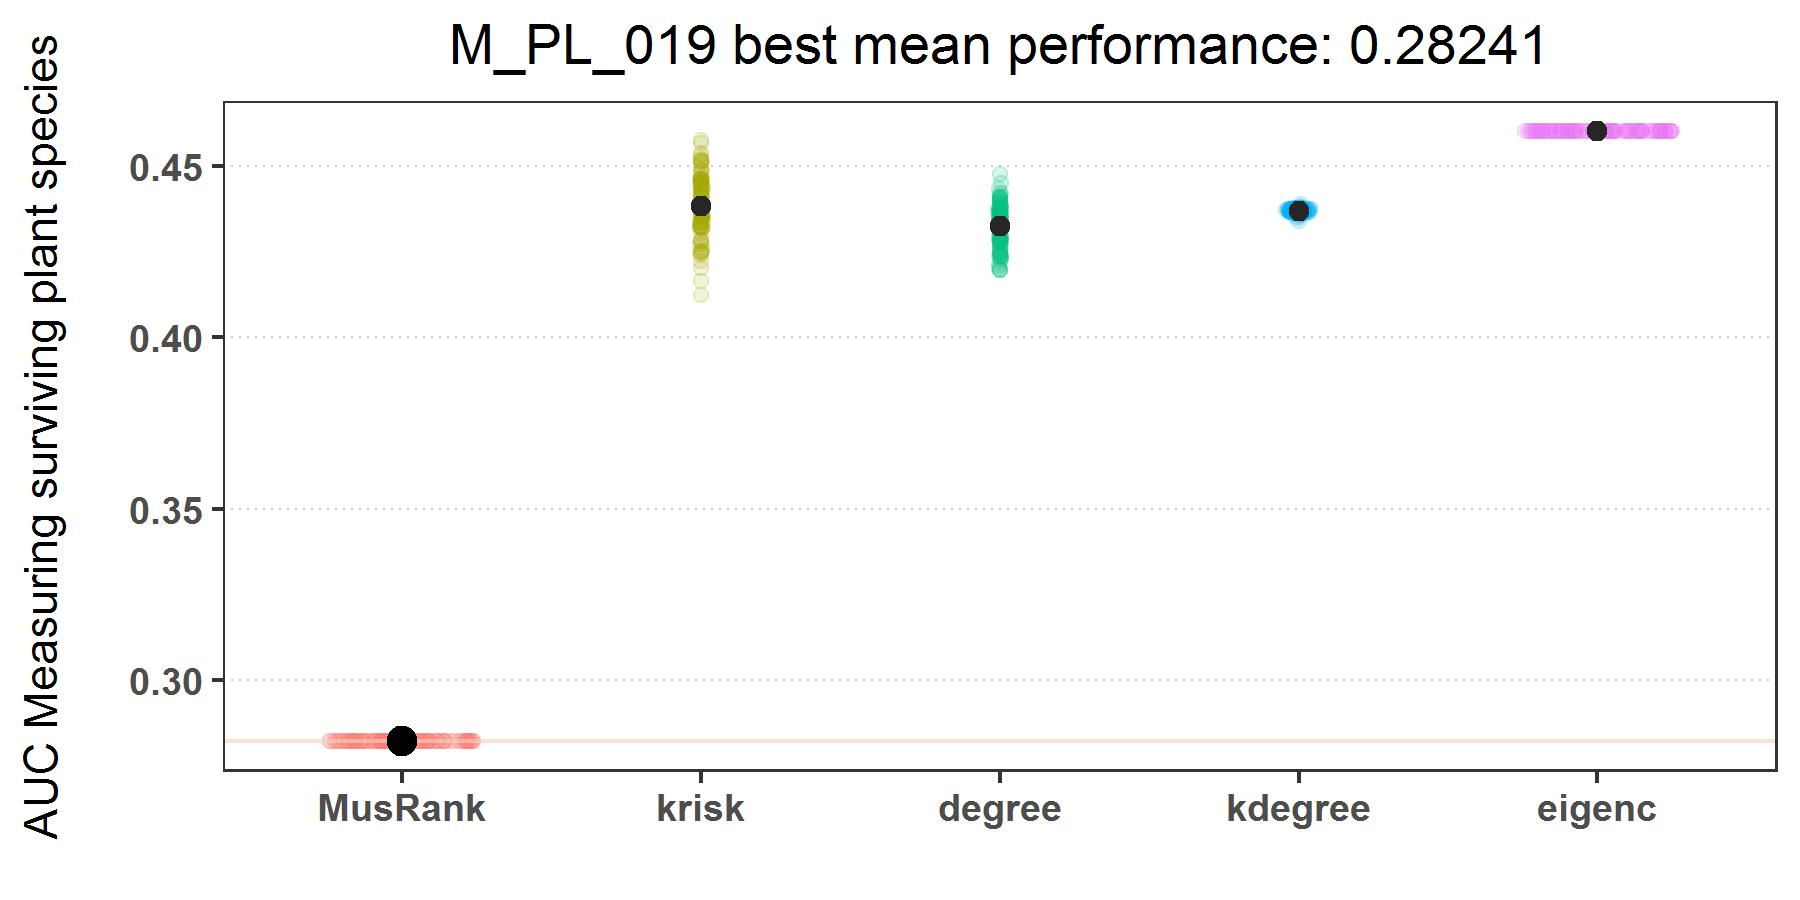 M_PL_019 best mean performance: 0.28241
AUC Measuring surviving plant species
0.45
0.40
0.35
0.30
MusRank krisk degree kdegree eigenc